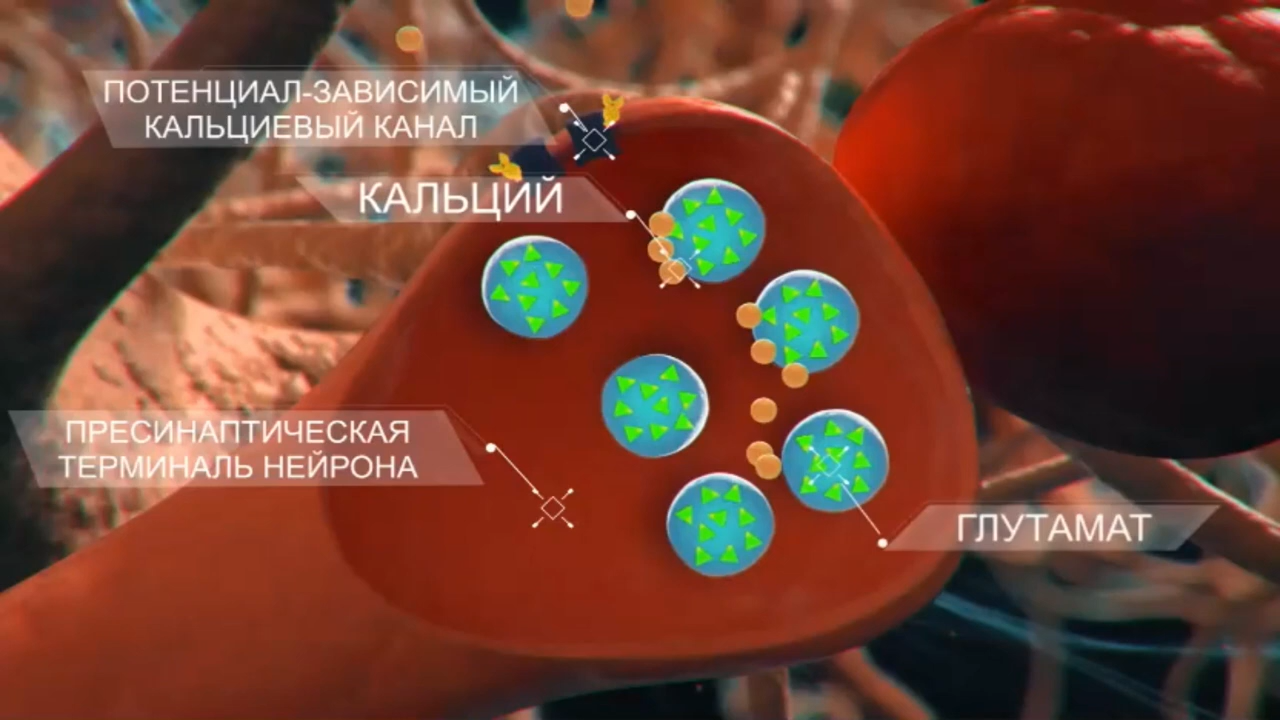 ПОТЕНЦИАЛ-ЗАВИСИМЫЙ
КАЛЬЦИЕВЫЙ КАНАЛ
КАЛЬЦИЙ
ПРЕСИНАПТИЧЕСКАЯ
ТЕРМИНАЛЬ НЕЙРОНА
ГЛУТАМАТ